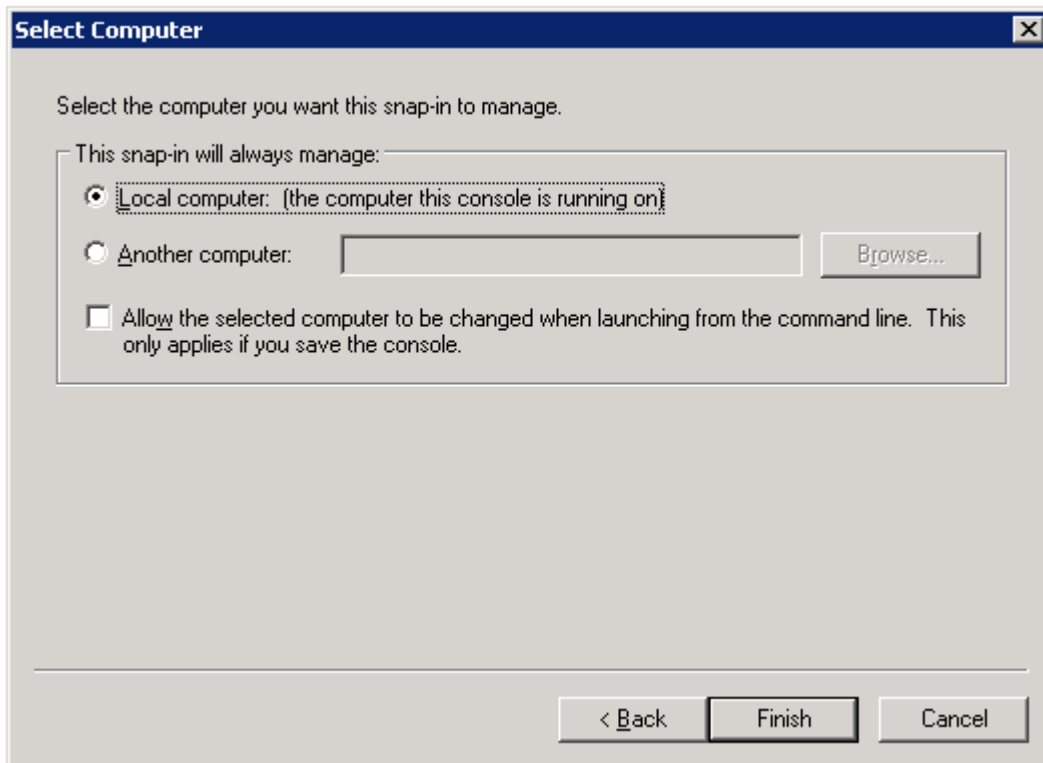 Select Computer
Select the computer you want this snap-in to manage.
This snap-in will always manage:
Local computer:  (the computer this console is running on)
Another computer:
Browse...
Allow the selected computer to be changed when launching from the command line.  This
only applies if you save the console.
< Back
Finish
Cancel